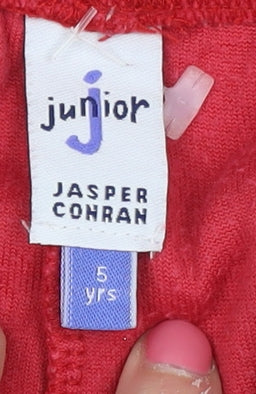 junior
j
JASPER
CONRAN
5
yrs